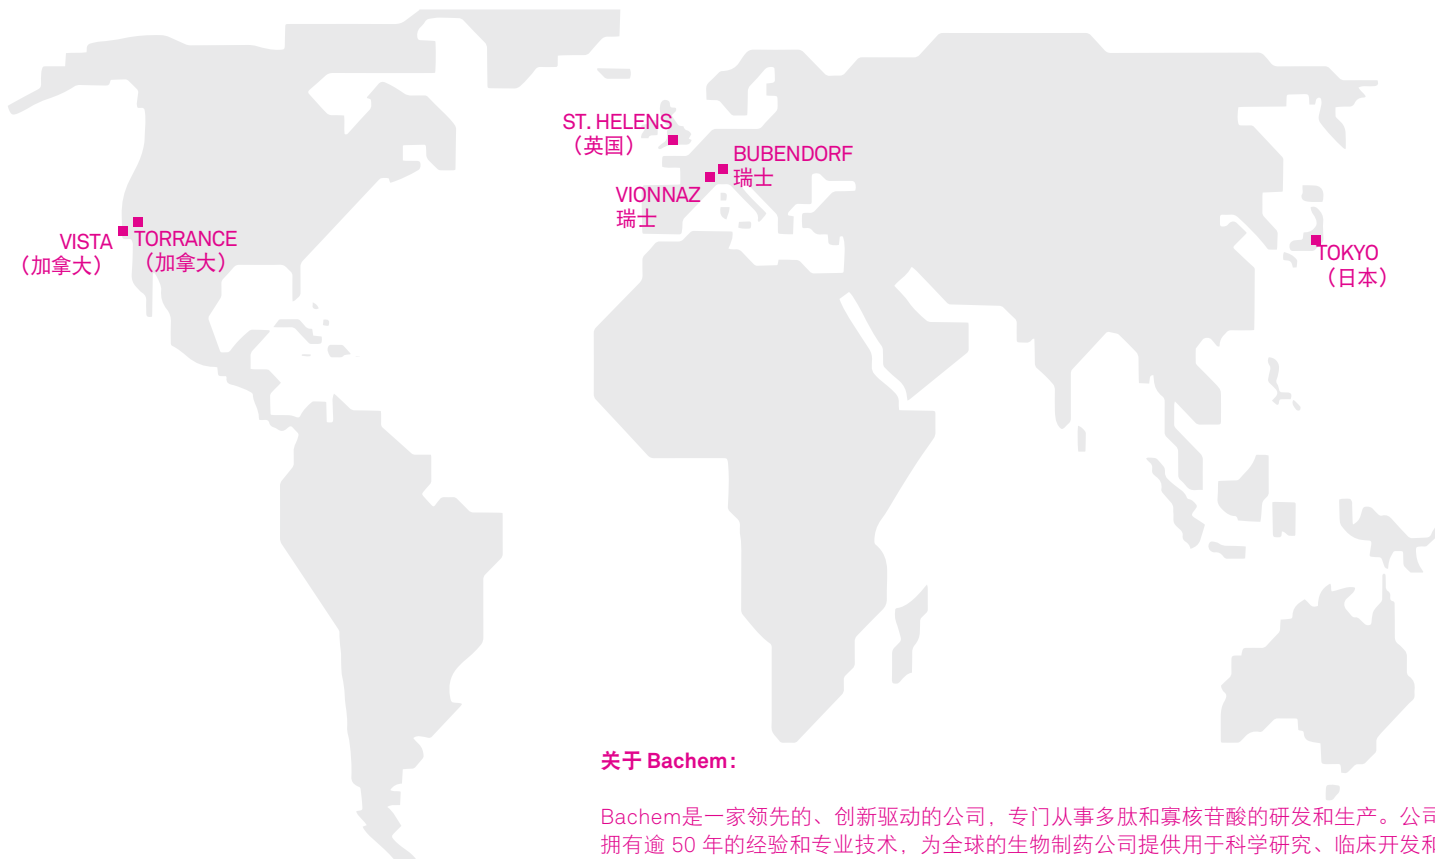 ST. HELENS
（英国）
BUBENDORF
瑞士
VIONNAZ
瑞士
VISTA
（加拿大）
TORRANCE
（加拿大）
TOKYO
（日本）
关于 Bachem：
Bachem是一家领先的、创新驱动的公司，专门从事多肽和寡核苷酸的研发和生产。公司
拥有逾 50 年的经验和专业技术，为全球的生物制药公司提供用于科学研究、临床开发和